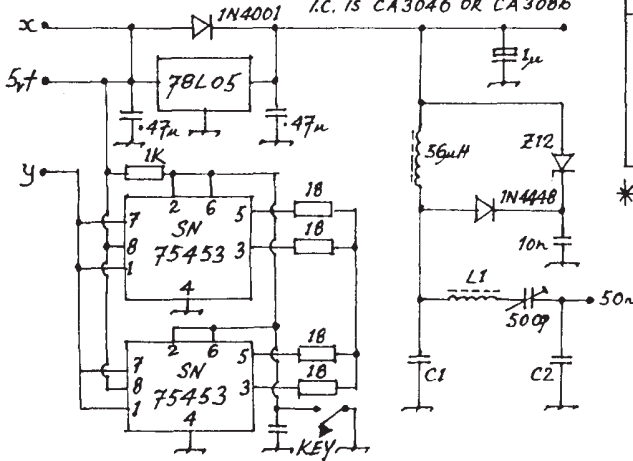 I.C. IS CA3046 OR CA3086
x
1N4001
1µ
5v+
78L05
.47µ
.47µ
56µH
Z12
1K
y
2 6
18
1N4448
7
5
SN
8
75453
3
18
10n
1
4
L1
50
500p
2 6
18
7
5
SN
C1
C2
8
75453
3
18
1
4
KEY